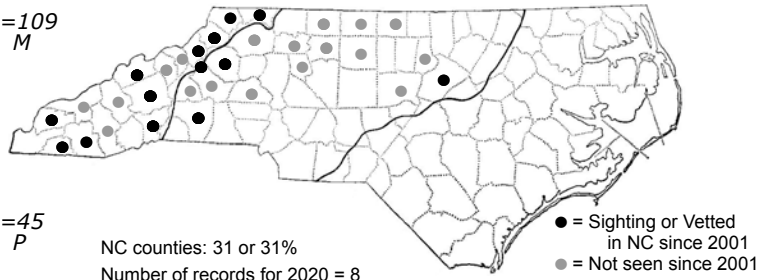 =109
M
=45
P
NC counties: 31 or 31%
Number of records for 2020 = 8
= Sighting or Vetted
in NC since 2001
= Not seen since 2001